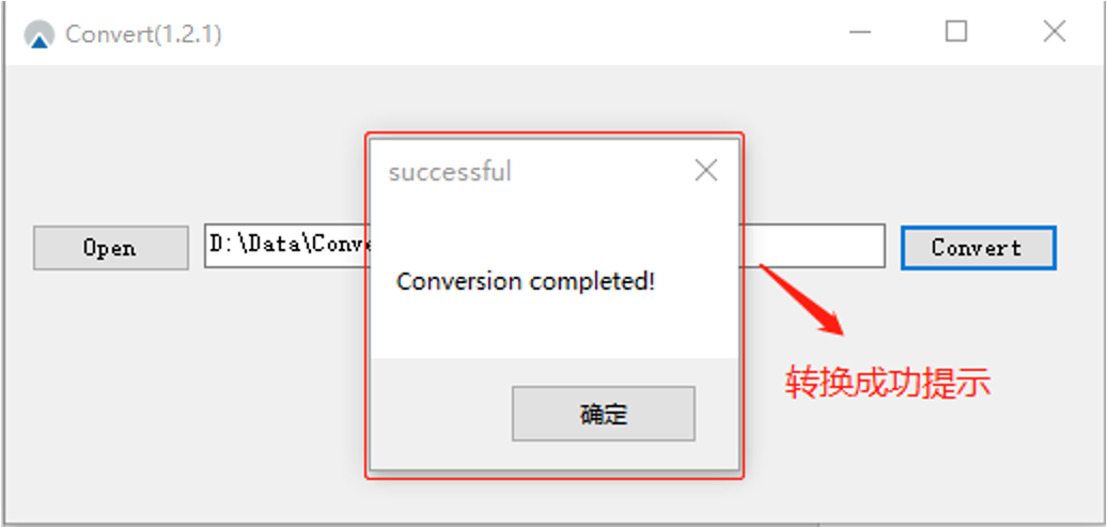 Convert(1.2.1)
successful
Open
D:\Data\Conve
Convert
Conversion completed!
转换成功提示
确定